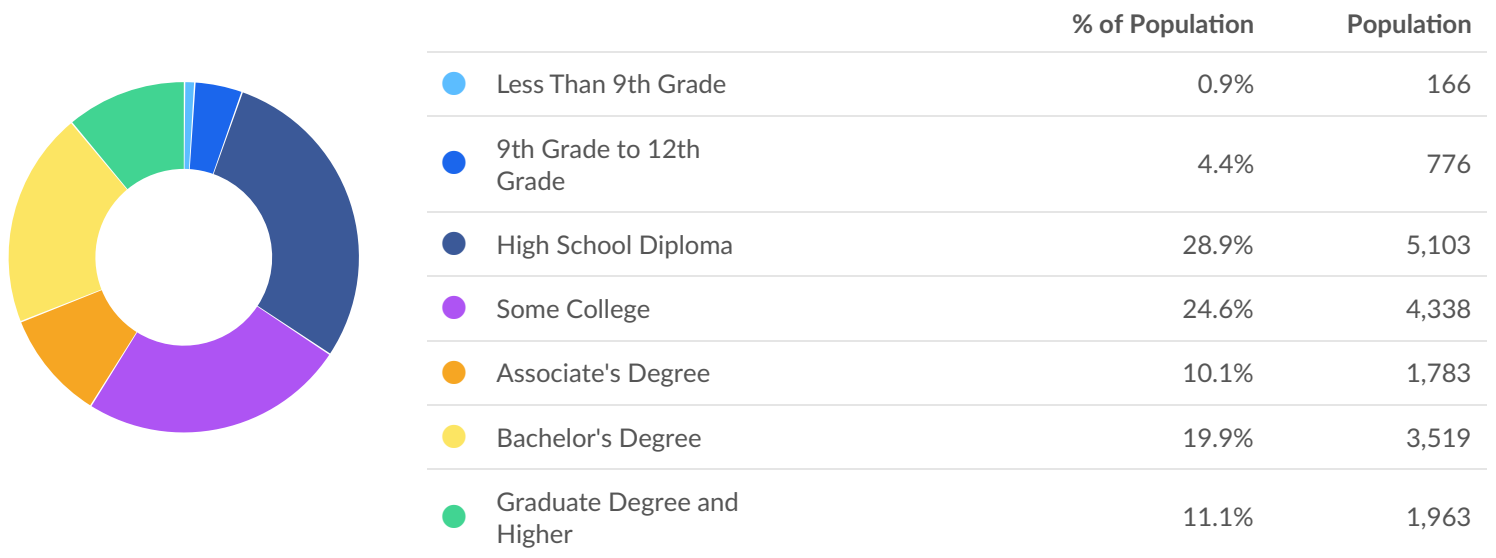 % of Population Population
Less Than 9th Grade 0.9% 166
9th Grade to 12th
Grade 4.4% 776
High School Diploma 28.9% 5,103
Some College 24.6% 4,338
Associate's Degree 10.1% 1,783
Bachelor's Degree 19.9% 3,519
Graduate Degree and
Higher 11.1% 1,963